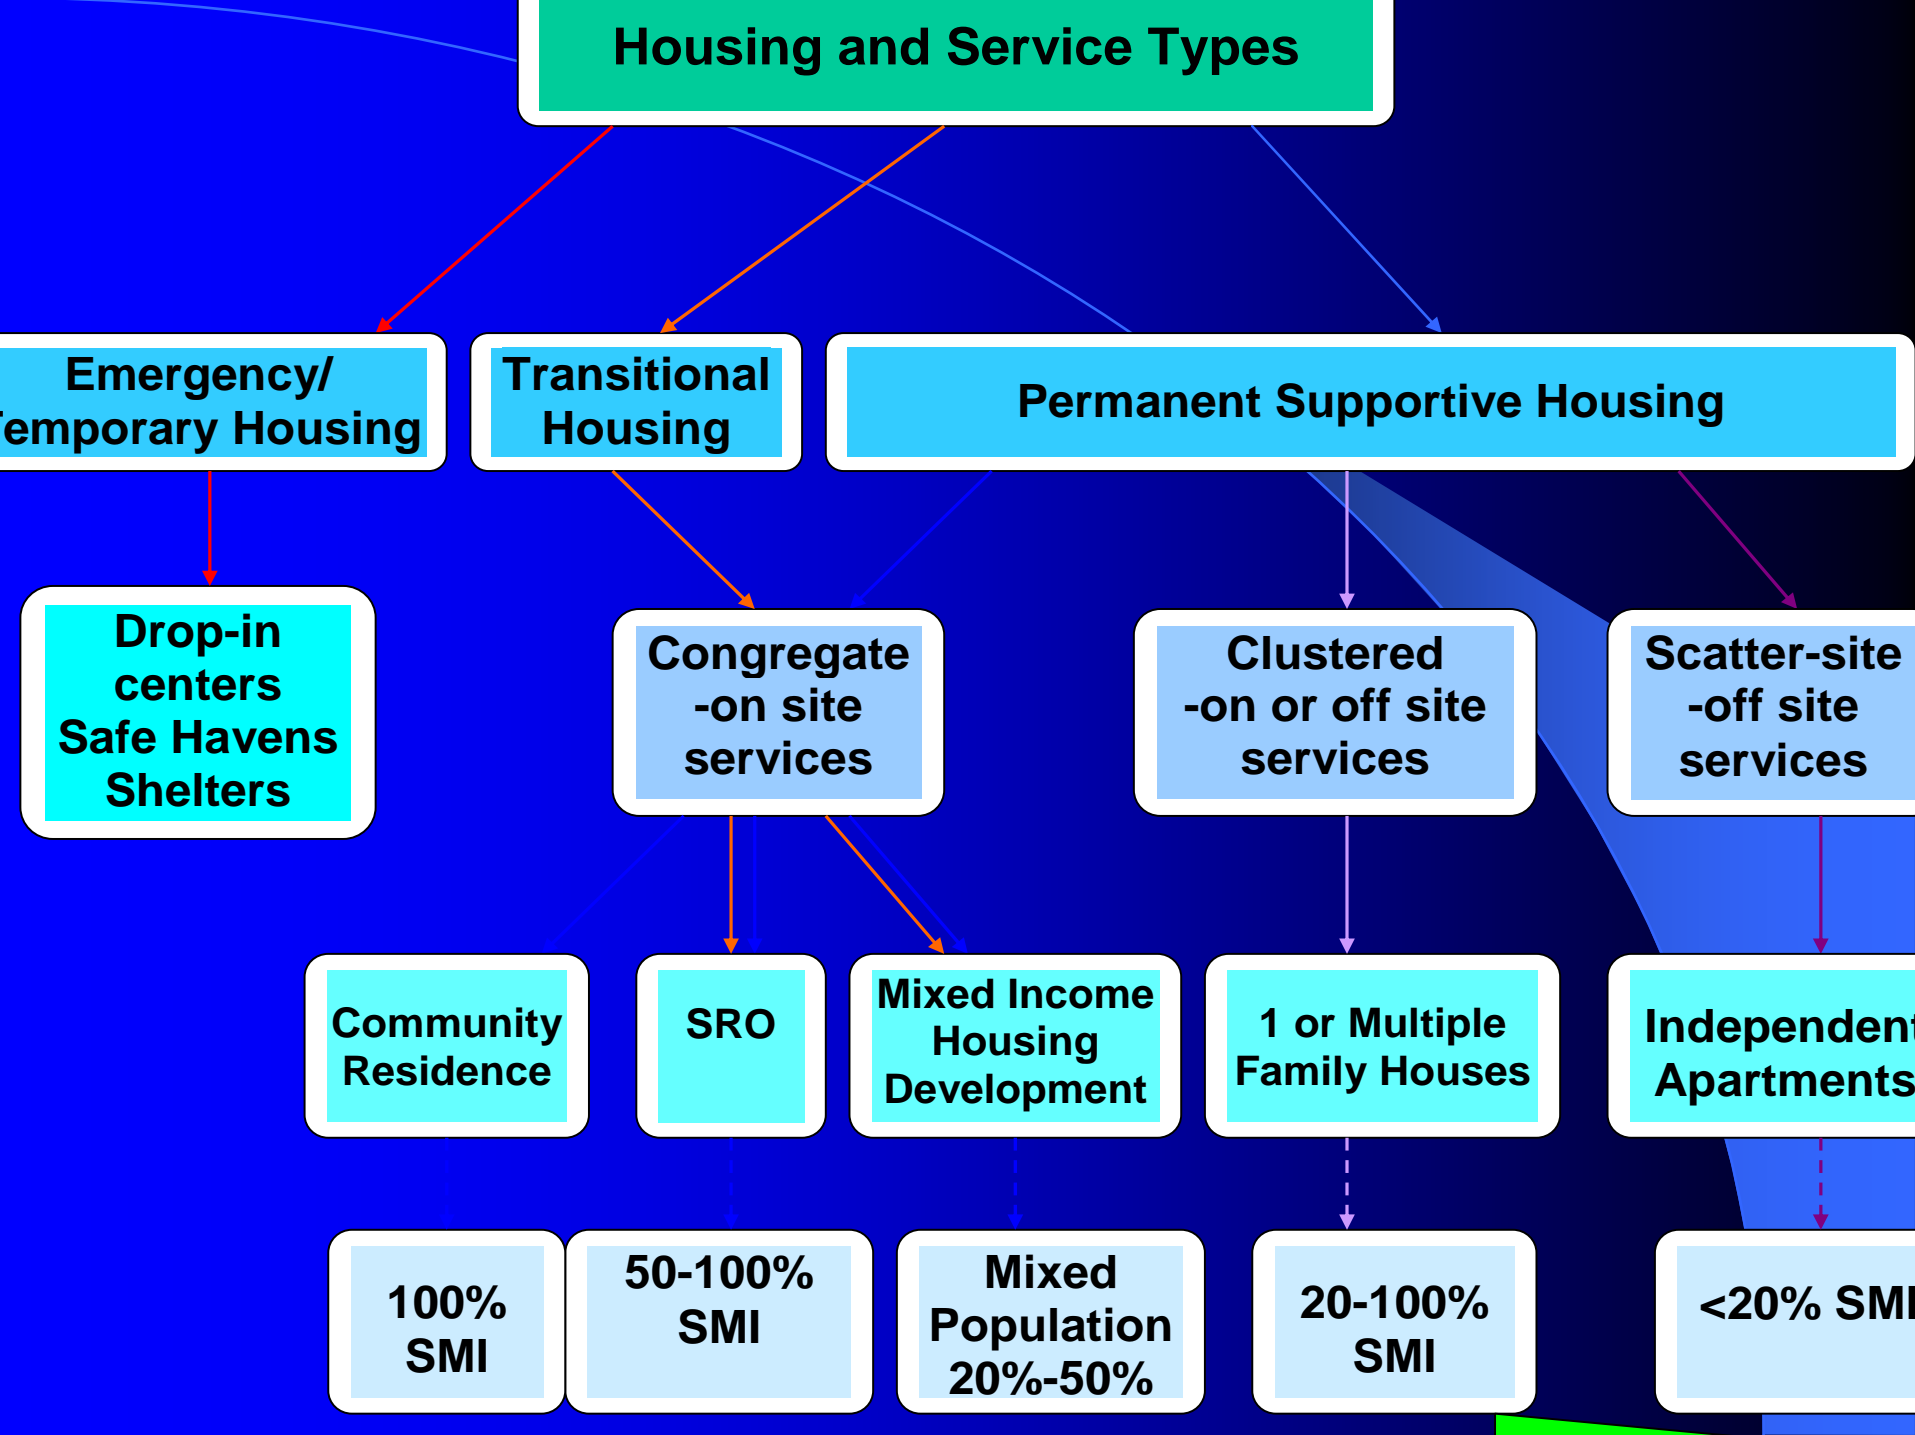 Housing and Service Types
Emergency/
Temporary Housing
Transitional
Housing
Permanent Supportive Housing
Drop-in
centers
Safe Havens
Shelters
Congregate
-on site
services
Clustered
-on or off site
services
Scatter-site
-off site
services
Community
Residence
SRO
Mixed Income
Housing
Development
1 or Multiple
Family Houses
Independent
Apartments
100%
SMI
50-100%
SMI
Mixed
Population
20%-50%
20-100%
SMI
<20% SMI